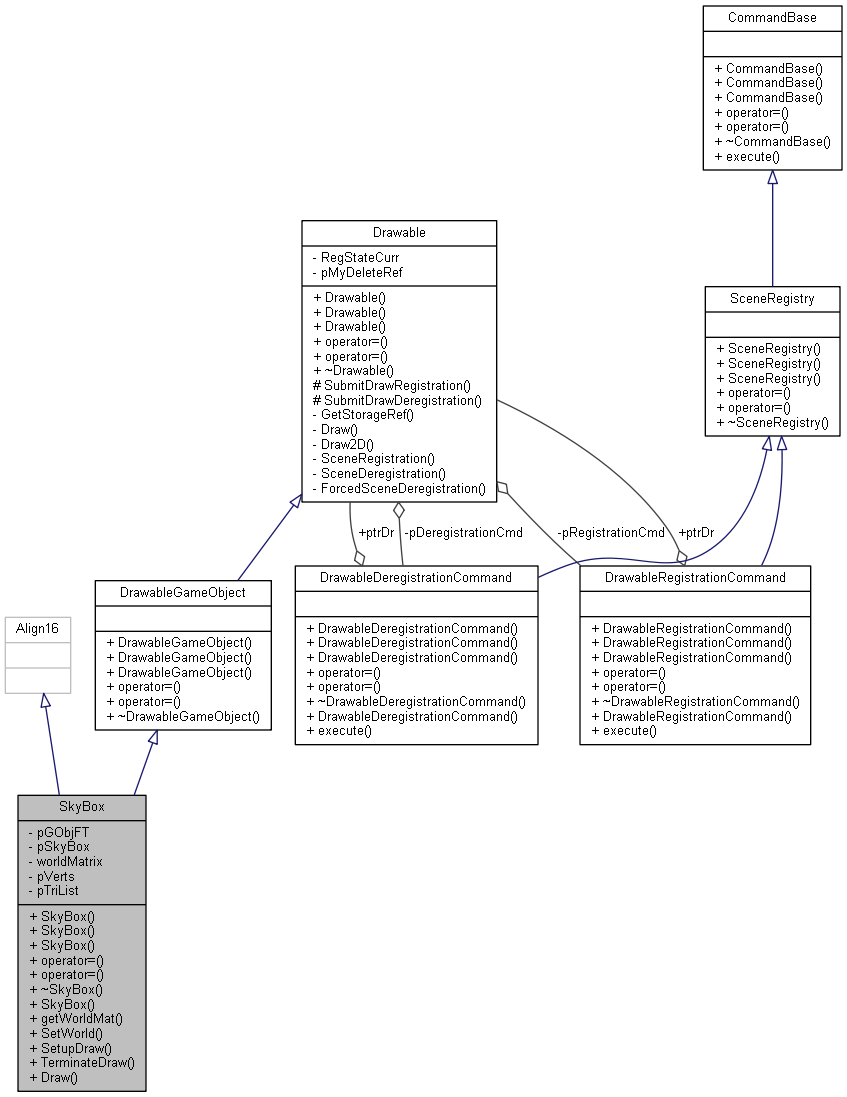 CommandBase
+ CommandBase()
+ CommandBase()
+ CommandBase()
+ operator=()
+ operator=()
+ ~CommandBase()
+ execute()
Drawable
- RegStateCurr
- pMyDeleteRef
+ Drawable()
+ Drawable()
+ Drawable()
+ operator=()
+ operator=()
+ ~Drawable()
# SubmitDrawRegistration()
# SubmitDrawDeregistration()
- GetStorageRef()
- Draw()
- Draw2D()
- SceneRegistration()
- SceneDeregistration()
- ForcedSceneDeregistration()
SceneRegistry
+ SceneRegistry()
+ SceneRegistry()
+ SceneRegistry()
+ operator=()
+ operator=()
+ ~SceneRegistry()
+ptrDr
-pDeregistrationCmd
-pRegistrationCmd
+ptrDr
DrawableDeregistrationCommand
+ DrawableDeregistrationCommand()
+ DrawableDeregistrationCommand()
+ DrawableDeregistrationCommand()
+ operator=()
+ operator=()
+ ~DrawableDeregistrationCommand()
+ DrawableDeregistrationCommand()
+ execute()
DrawableRegistrationCommand
+ DrawableRegistrationCommand()
+ DrawableRegistrationCommand()
+ DrawableRegistrationCommand()
+ operator=()
+ operator=()
+ ~DrawableRegistrationCommand()
+ DrawableRegistrationCommand()
+ execute()
DrawableGameObject
+ DrawableGameObject()
+ DrawableGameObject()
+ DrawableGameObject()
+ operator=()
+ operator=()
+ ~DrawableGameObject()
Align16
SkyBox
- pGObjFT
- pSkyBox
- worldMatrix
- pVerts
- pTriList
+ SkyBox()
+ SkyBox()
+ SkyBox()
+ operator=()
+ operator=()
+ ~SkyBox()
+ SkyBox()
+ getWorldMat()
+ SetWorld()
+ SetupDraw()
+ TerminateDraw()
+ Draw()